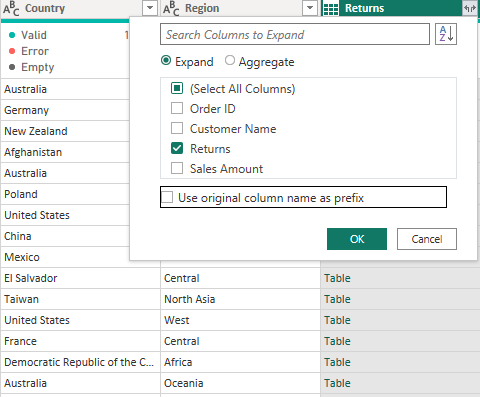 ABC Country ABC Region Returns
Search Columns to Expand AZ
Valid 1
Expand Aggregate
Error
Empty
(Select All Columns)
Australia
Order ID
Germany
Customer Name
New Zealand
Returns
Afghanistan
Sales Amount
Australia
Poland
Use original column name as prefix
United States
China
OK Cancel
Mexico
El Salvador Central Table
Taiwan North Asia Table
United States West Table
France Central Table
Democratic Republic of the C... Africa Table
Australia Oceania Table